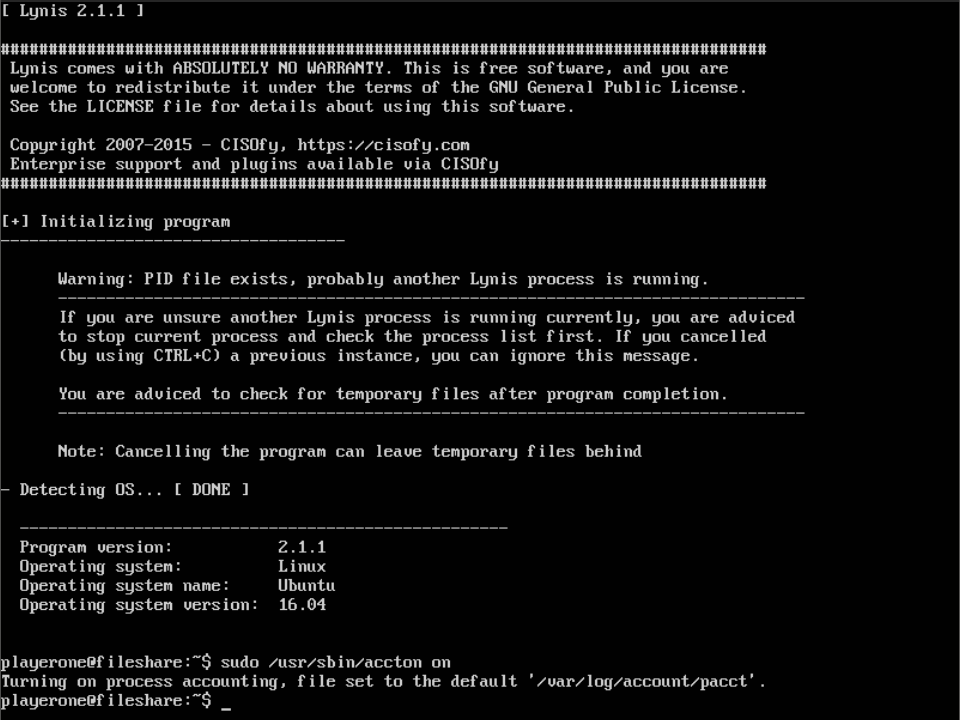 [ Lynis 2.1.1 ]
################################################################################
Lynis comes with ABSOLUTELY NO WARRANTY. This is free software, and you are
welcome to redistribute it under the terms of the GNU General Public License.
See the LICENSE file for details about using this software.
Copyright 2007-2015 - CISOfy, https://cisofy.com
Enterprise support and plugins available via CISOfy
################################################################################
[+] Initializing program
------------------------------------
Warning: PID file exists, probably another Lynis process is running.
------------------------------------------------------------------------------
If you are unsure another Lynis process is running currently, you are adviced
to stop current process and check the process list first. If you cancelled
(by using CTRL+C) a previous instance, you can ignore this message.
You are adviced to check for temporary files after program completion.
------------------------------------------------------------------------------
Note: Cancelling the program can leave temporary files behind
- Detecting OS... [ DONE ]
---------------------------------------------------
Program version: 2.1.1
Operating system: Linux
Operating system name: Ubuntu
Operating system version: 16.04
playerone@fileshare:~$ sudo /usr/sbin/accton on
Turning on process accounting, file set to the default '/var/log/account/pacct'.
playerone@fileshare:~$ _